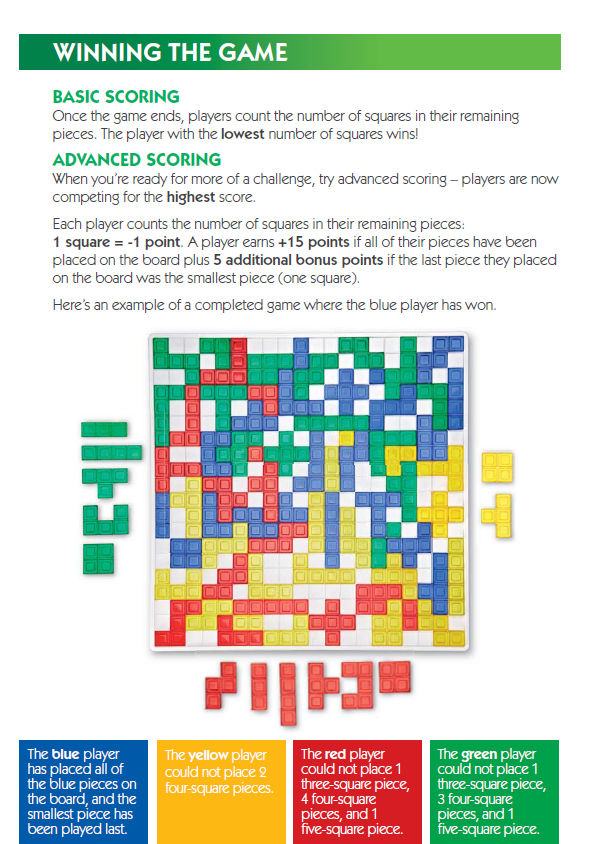 WINNING THE GAME
BASIC SCORING
Once the game ends, players count the number of squares in their remaining
pieces. The player with the lowest number of squares wins!
ADVANCED SCORING
When you're ready for more of a challenge, try advanced scoring – players are now
competing for the highest score.
Each player counts the number of squares in their remaining pieces:
1 square = -1 point. A player earns +15 points if all of their pieces have been
placed on the board plus 5 additional bonus points if the last piece they placed
on the board was the smallest piece (one square).
Here's an example of a completed game where the blue player has won.
The blue player
has placed all of
the blue pieces on
the board, and the
smallest piece has
been played last.
The yellow player
could not place 2
four-square pieces.
The red player
could not place 1
three-square piece,
4 four-square
pieces, and 1
five-square piece.
The green player
could not place 1
three-square piece,
3 four-square
pieces, and 1
five-square piece.